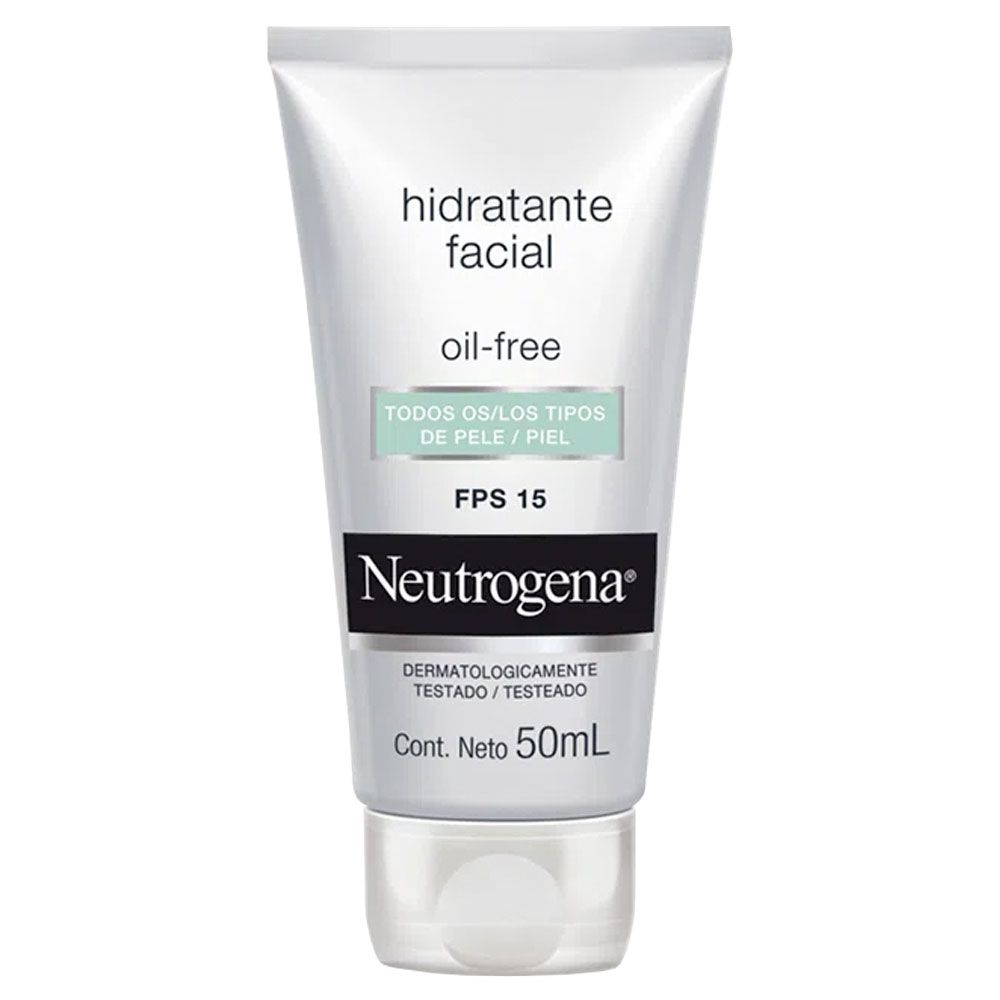 hidratante
facial
oil-free
TODOS OS/LOS TIPOS
DE PELE / PIEL
FPS 15
Neutrogena®
DERMATOLOGICAMENTE
TESTADO / TESTEADO
Cont. Neto 50mL